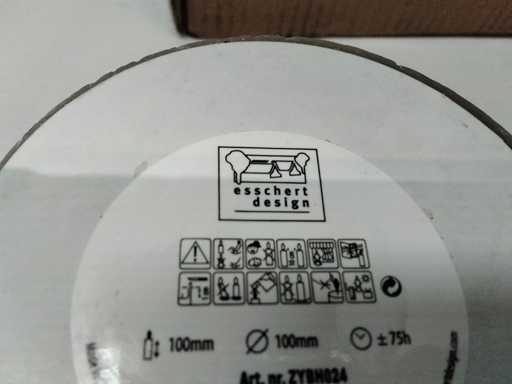 esschert
design
100mm 100mm ± 75h
Art. nr. ZYBH024